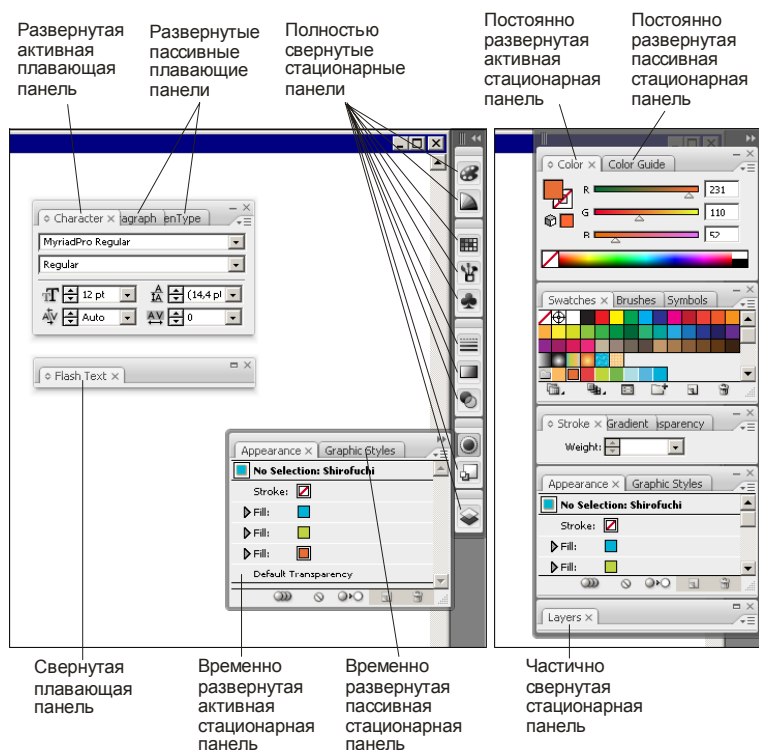 Развернутая
активная
плавающая
панель
Развернутые
пассивные
плавающие
панели
Полностью
свернутые
стационарные
панели
Постоянно
развернутая
активная
стационарная
панель
Постоянно
развернутая
пассивная
стационарная
панель
Character × agraph enType
MyriadPro Regular
Regular
12 pt (14,4 pl
Auto 0
Flash Text ×
Appearance × Graphic Styles
No Selection: Shirofuchi
Stroke:
Fill:
Fill:
Fill:
Default Transparency
Color × Color Guide
R 231
G 110
B 52
Swatches × Brushes Symbols
Stroke × Gradient sparency
Weight:
Appearance × Graphic Styles
No Selection: Shirofuchi
Stroke:
Fill:
Fill:
Layers ×
Свернутая
плавающая
панель
Временно
развернутая
активная
стационарная
панель
Временно
развернутая
пассивная
стационарная
панель
Частично
свернутая
стационарная
панель